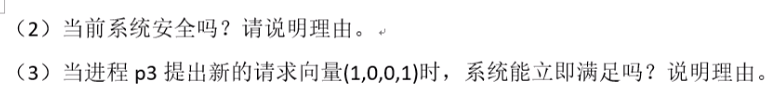 （2）当前系统安全吗？请说明理由。
（3）当进程 p3 提出新的请求向量(1,0,0,1)时，系统能立即满足吗？说明理由。